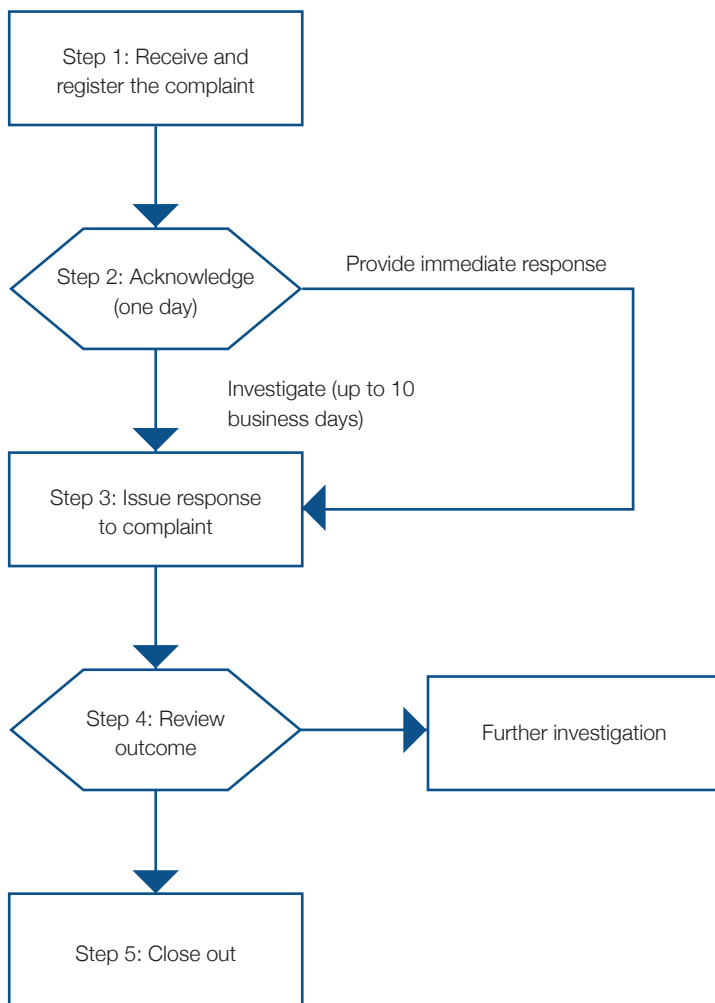 Step 1: Receive and
register the complaint
Step 2: Acknowledge
(one day)
Provide immediate response
Investigate (up to 10
business days)
Step 3: Issue response
to complaint
Step 4: Review
outcome
Further investigation
Step 5: Close out